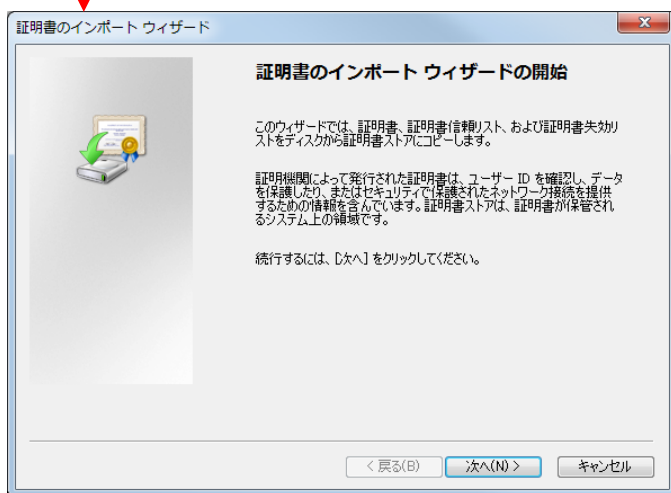 証明書のインポート ウィザード
証明書のインポート ウィザードの開始
このウィザードでは、証明書、証明書信頼リスト、および証明書失効リ
ストをディスクから証明書ストアにコピーします。
証明機関によって発行された証明書は、ユーザー ID を確認し、データ
を保護したり、またはセキュリティで保護されたネットワーク接続を提供
するための情報を含んでいます。証明書ストアは、証明書が保管され
るシステム上の領域です。
続行するには、[次へ] をクリックしてください。
< 戻る(B) 次へ(N) > キャンセル